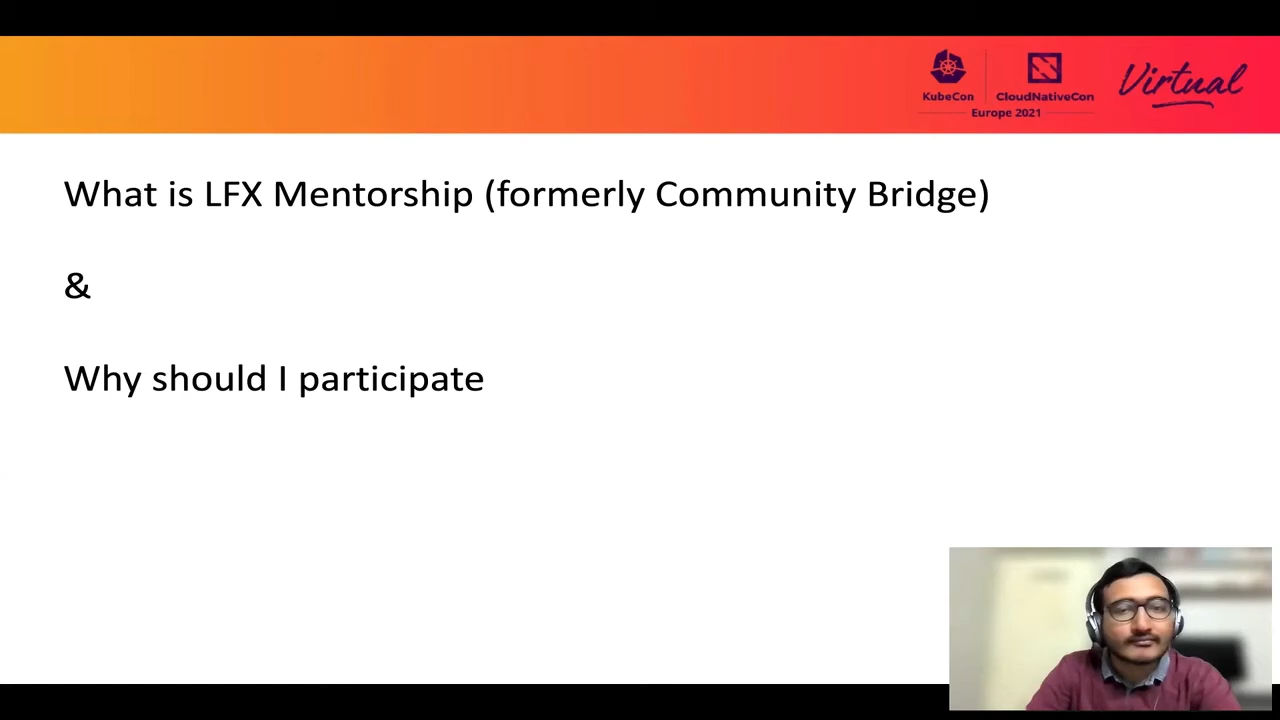 KubeCon
CloudNativeCon
Europe 2021
Virtual
What is LFX Mentorship (formerly Community Bridge)
&
Why should I participate